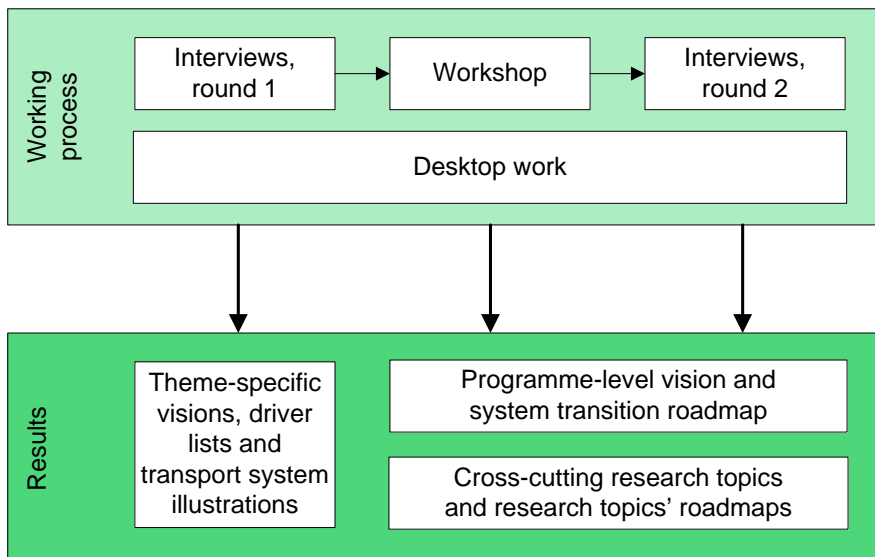 Working
process
Interviews,
round 1
Workshop
Interviews,
round 2
Desktop work
Results
Theme-specific
visions, driver
lists and
transport system
illustrations
Programme-level vision and
system transition roadmap
Cross-cutting research topics
and research topics’ roadmaps